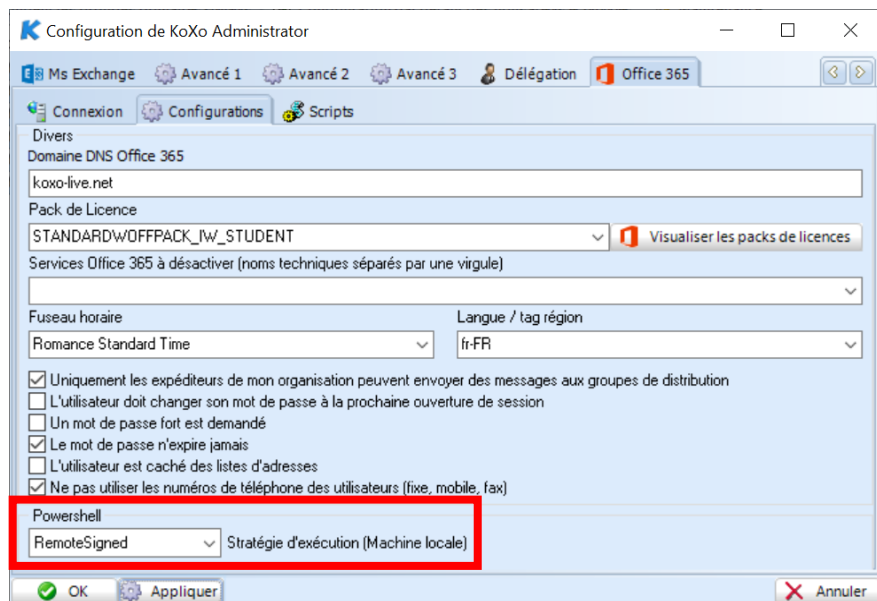 Configuration de KoXo Administrator
Ms Exchange Avancé 1 Avancé 2 Avancé 3 Délégation Office 365
Connexion Configurations Scripts
Divers
Domaine DNS Office 365
koxo-live.net
Pack de Licence
STANDARDWOFFPACK_IW_STUDENT Visualiser les packs de licences
Services Office 365 à désactiver (noms techniques séparés par une virgule)
Fuseau horaire Langue / tag région
Romance Standard Time fr-FR
Uniquement les expéditeurs de mon organisation peuvent envoyer des messages aux groupes de distribution
L'utilisateur doit changer son mot de passe à la prochaine ouverture de session
Un mot de passe fort est demandé
Le mot de passe n'expire jamais
L'utilisateur est caché des listes d'adresses
Ne pas utiliser les numéros de téléphone des utilisateurs (fixe, mobile, fax)
Powershell
RemoteSigned Stratégie d'exécution (Machine locale)
OK Appliquer Annuler